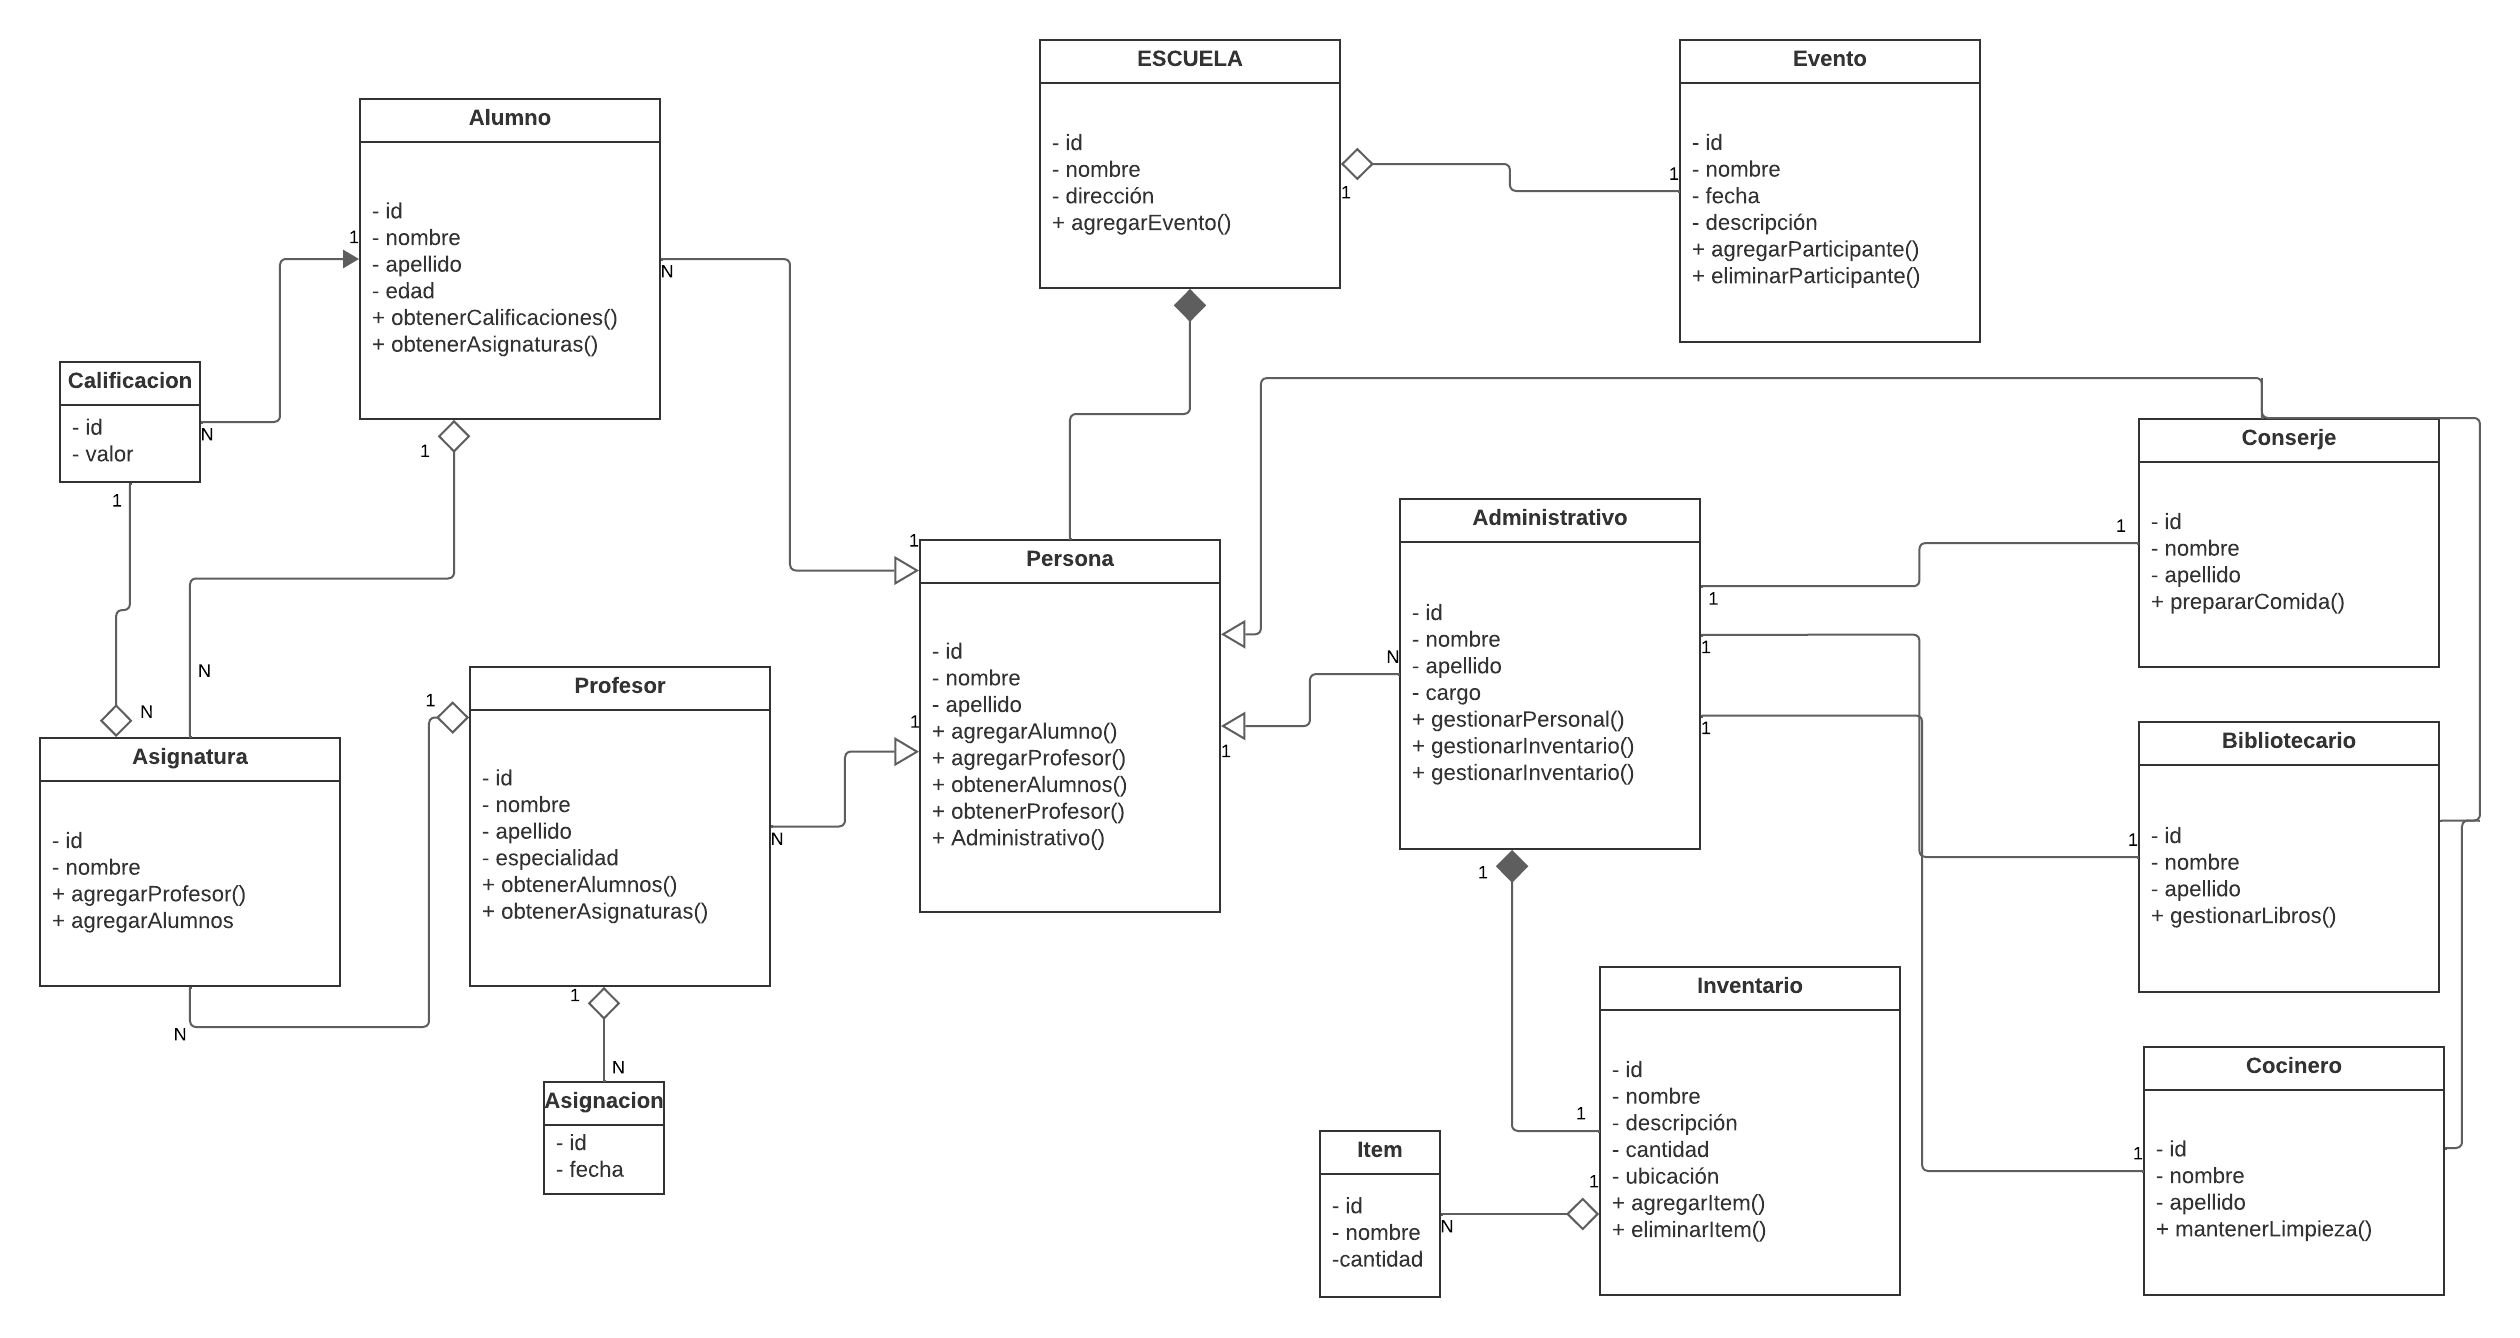 ESCUELA
- id
- nombre
- dirección
+ agregarEvento()
1
1
Evento
- id
- nombre
- fecha
- descripción
+ agregarParticipante()
+ eliminarParticipante()
Alumno
- id
- nombre
- apellido
- edad
+ obtenerCalificaciones()
+ obtenerAsignaturas()
1
N
1
Calificacion
- id
- valor
N
1
N
N
Asignatura
- id
- nombre
+ agregarProfesor()
+ agregarAlumnos
N
1
Profesor
- id
- nombre
- apellido
- especialidad
+ obtenerAlumnos()
+ obtenerAsignaturas()
N
1
N
Asignacion
- id
- fecha
1
1
Persona
- id
- nombre
- apellido
+ agregarAlumno()
+ agregarProfesor()
+ obtenerAlumnos()
+ obtenerProfesor()
+ Administrativo()
1
N
Administrativo
- id
- nombre
- apellido
- cargo
+ gestionarPersonal()
+ gestionarInventario()
+ gestionarInventario()
1
1
1
1
1
Conserje
- id
- nombre
- apellido
+ prepararComida()
1
Bibliotecario
- id
- nombre
- apellido
+ gestionarLibros()
1
Cocinero
- id
- nombre
- apellido
+ mantenerLimpieza()
1
Inventario
- id
- nombre
- descripción
- cantidad
- ubicación
+ agregarItem()
+ eliminarItem()
1
N
Item
- id
- nombre
-cantidad